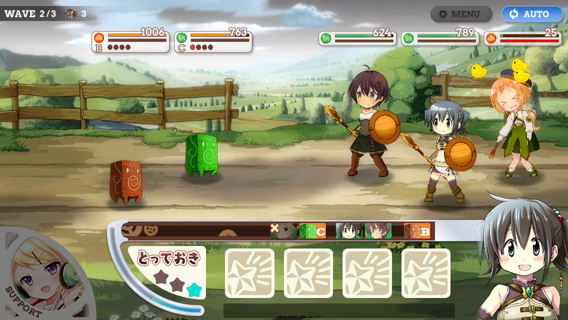 WAVE 2/3
3
MENU
AUTO
1006
B
763
C
624
789
25
C
B
とっておき
SUPPORT